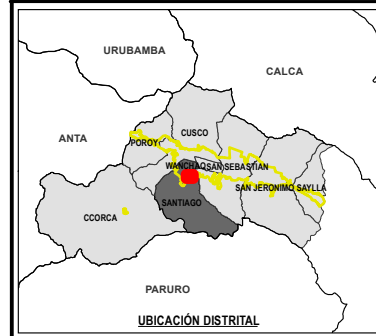 URUBAMBA
CALCA
ANTA
CUSCO
POROY
WANCHAQ SAN SEBASTIAN
SAN JERONIMO SAYLLA
SANTIAGO
CCORCA
PARURO
UBICACIÓN DISTRITAL